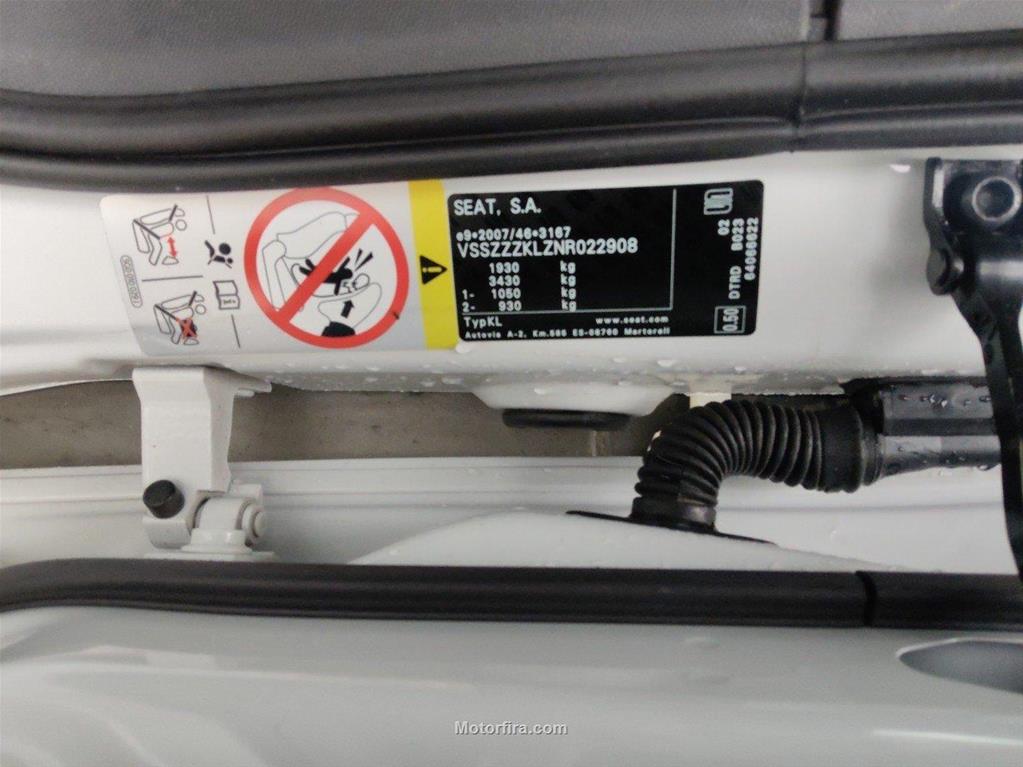 SEAT, S.A.
e9*2007/46*3167
VSSZZZKLZNR022908
1930 kg
3430 kg
1- 1050 kg
2- 930 kg
TypKL www.seat.com
Autovia A-2, Km.585 ES-08760 Martorell
02
DTRD B023
64066622
0.50
Motorfira.com